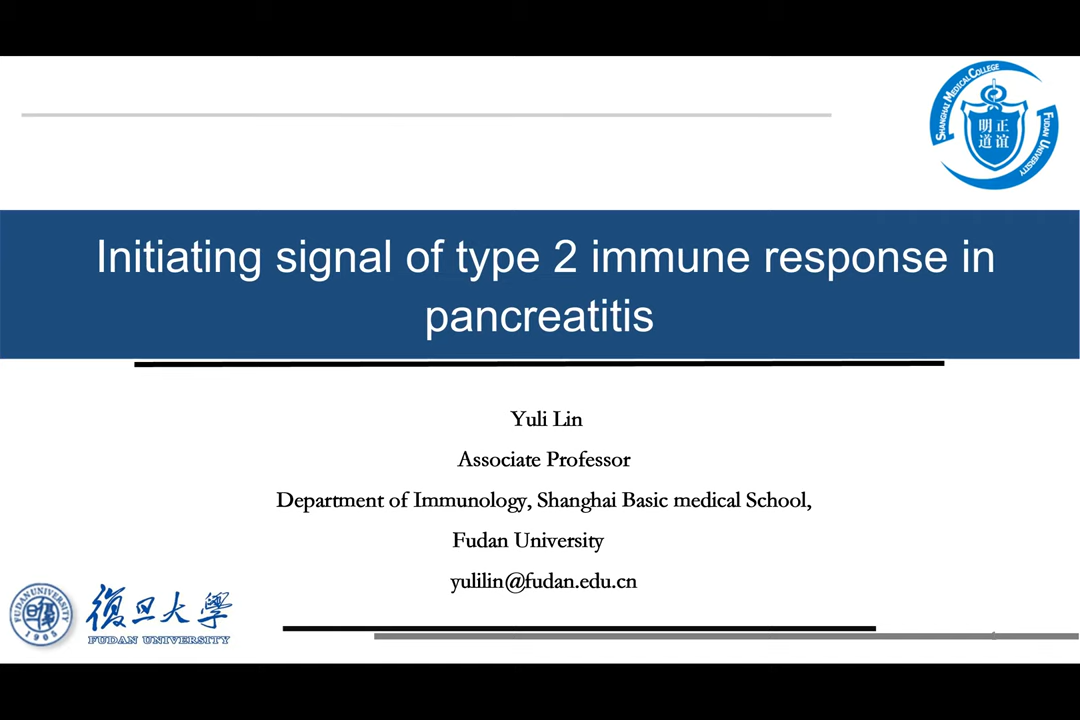 SHANGHAI MEDICAL COLLEGE
FUDAN UNIVERSITY
明正
道谊
Initiating signal of type 2 immune response in
pancreatitis
Yuli Lin
Associate Professor
Department of Immunology, Shanghai Basic medical School,
Fudan University
yulilin@fudan.edu.cn
FUDAN UNIVERSITY
1905
復旦大學
FUDAN UNIVERSITY